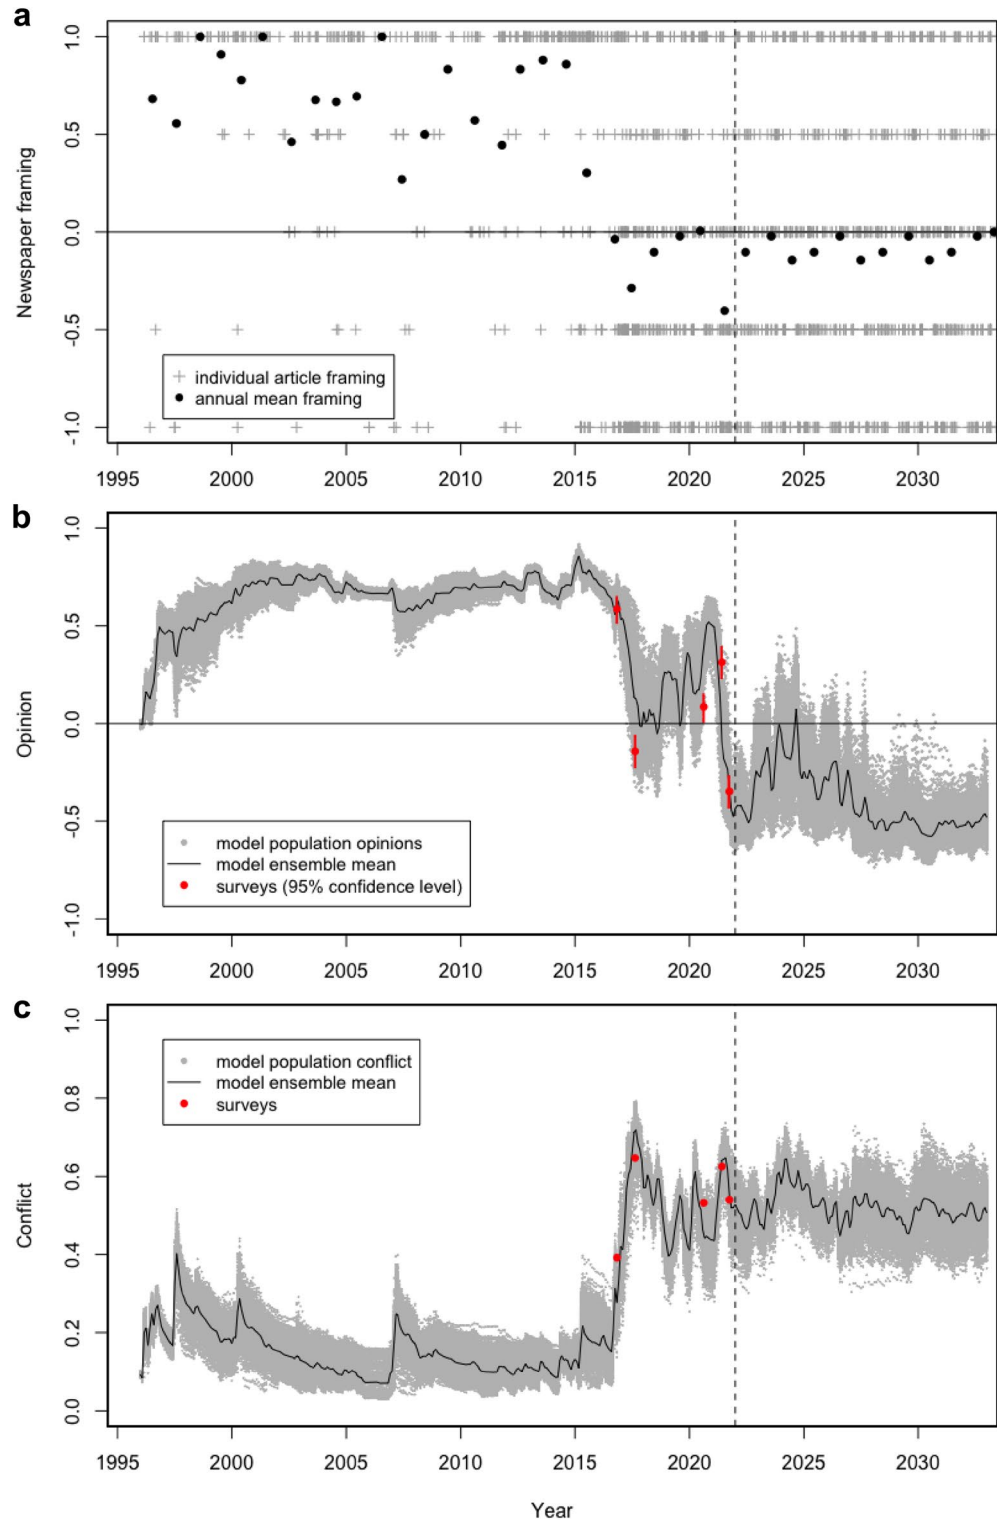 a
Newspaper framing
1.0
0.5
0.0
-0.5
-1.0
individual article framing
annual mean framing
1995 2000 2005 2010 2015 2020 2025 2030
b
Opinion
1.0
0.5
0.0
-0.5
-1.0
model population opinions
model ensemble mean
surveys (95% confidence level)
1995 2000 2005 2010 2015 2020 2025 2030
c
Conflict
1.0
0.8
0.6
0.4
0.2
0.0
model population conflict
model ensemble mean
surveys
1995 2000 2005 2010 2015 2020 2025 2030
Year